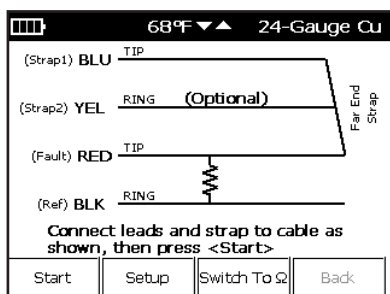 68°F ▼▲ 24-Gauge Cu
(Strap1) BLU TIP
(Strap2) YEL RING (Optional)
Far End Strap
(Fault) RED TIP
(Ref) BLK RING
Connect leads and strap to cable as
shown, then press <Start>
Start Setup Switch To Ω Back